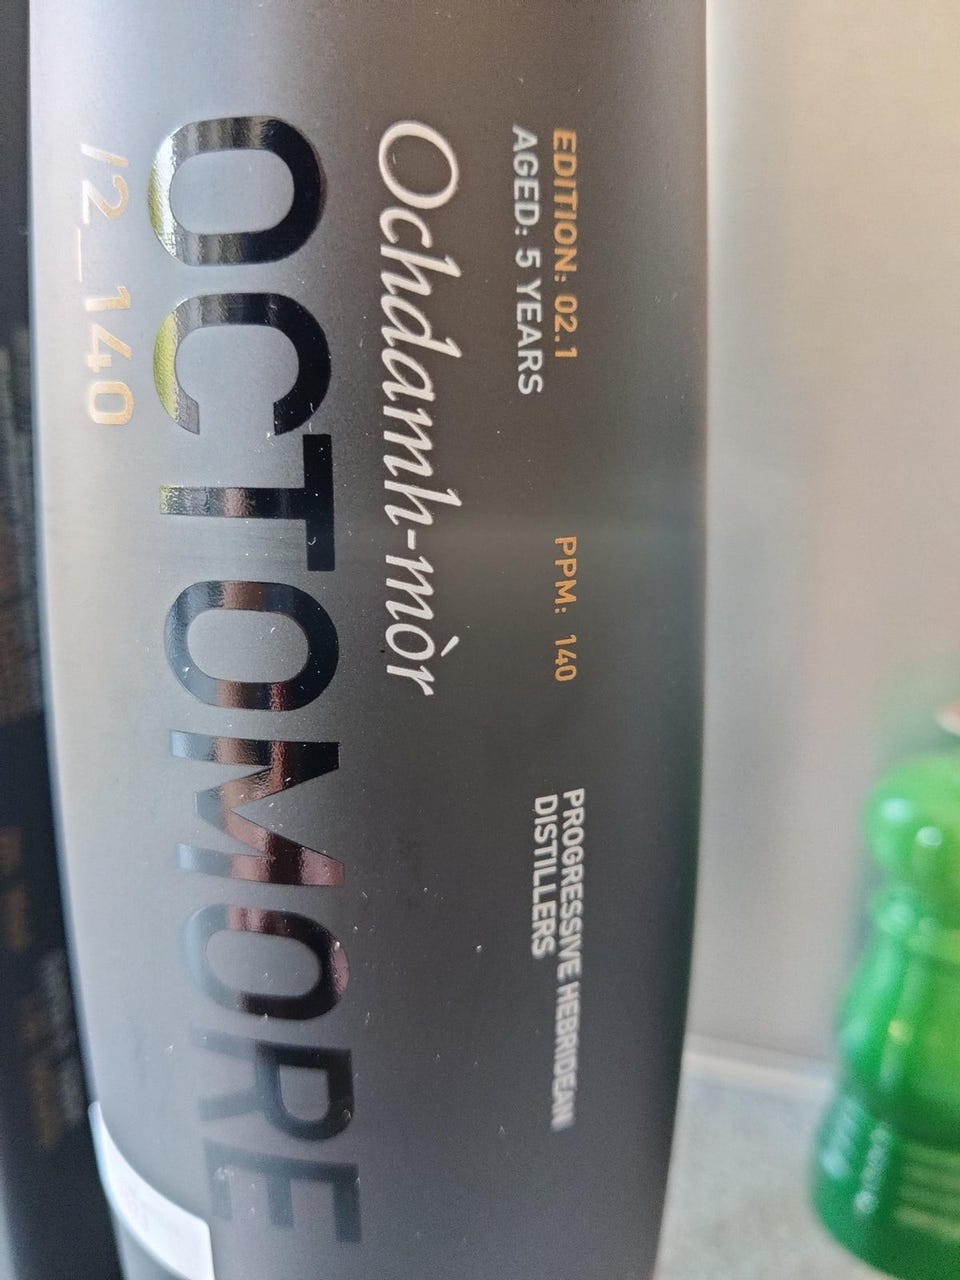 EDITION: 02.1
AGED: 5 YEARS
PPM: 140
PROGRESSIVE HEBRIDEAN
DISTILLERS
Ochdamh-mòr
OCTOMORE
/2_140